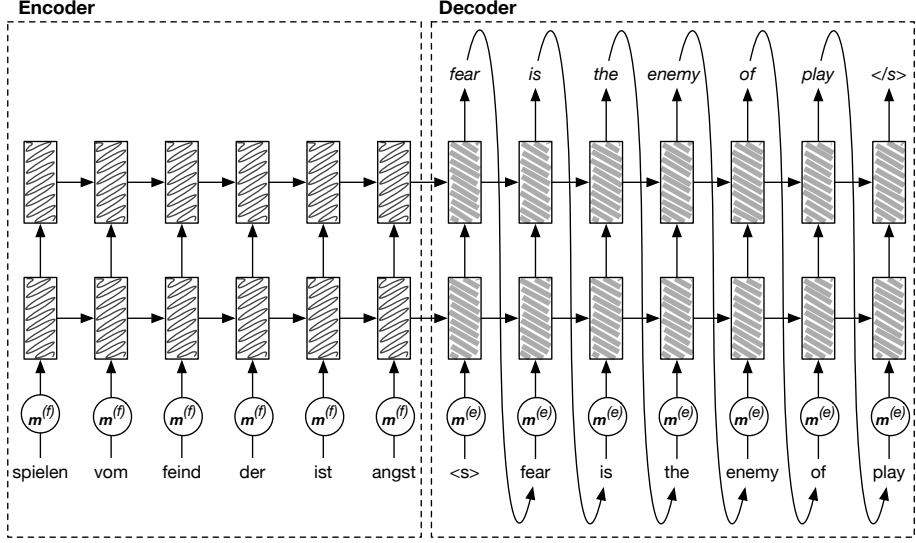 Encoder Decoder
fear is the enemy of play </s>
m(f) m(f) m(f) m(f) m(f) m(f) m(e) m(e) m(e) m(e) m(e) m(e) m(e)
spielen vom feind der ist angst <s> fear is the enemy of play